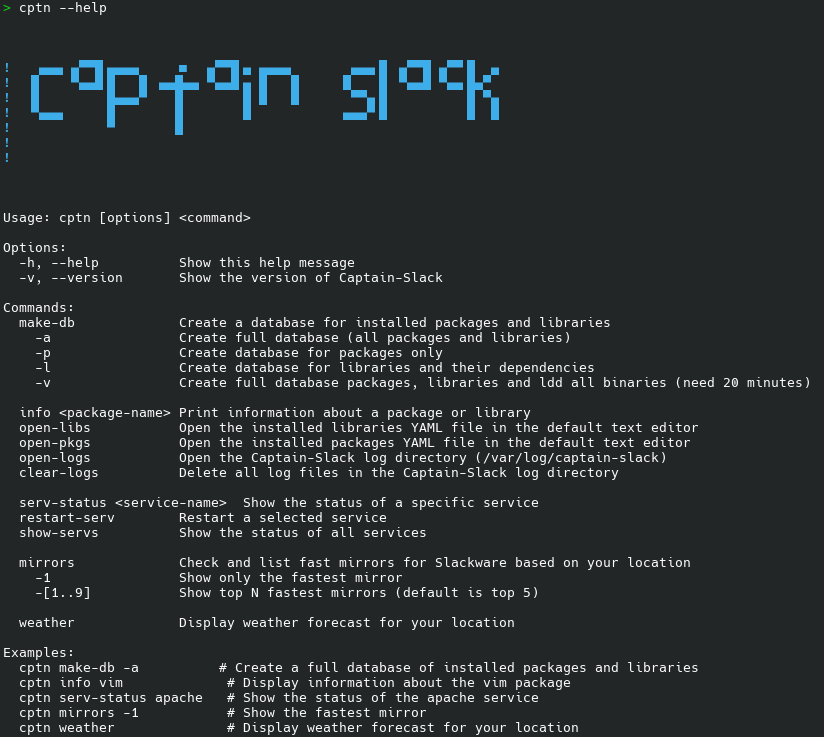 > cptn --help
!
! captain slack
!
!
!
!
!
Usage: cptn [options] <command>
Options:
-h, --help Show this help message
-v, --version Show the version of Captain-Slack
Commands:
make-db Create a database for installed packages and libraries
-a Create full database (all packages and libraries)
-p Create database for packages only
-l Create database for libraries and their dependencies
-v Create full database packages, libraries and ldd all binaries (need 20 minutes)
info <package-name> Print information about a package or library
open-libs Open the installed libraries YAML file in the default text editor
open-pkgs Open the installed packages YAML file in the default text editor
open-logs Open the Captain-Slack log directory (/var/log/captain-slack)
clear-logs Delete all log files in the Captain-Slack log directory
serv-status <service-name> Show the status of a specific service
restart-serv Restart a selected service
show-servs Show the status of all services
mirrors Check and list fast mirrors for Slackware based on your location
-1 Show only the fastest mirror
-[1..9] Show top N fastest mirrors (default is top 5)
weather Display weather forecast for your location
Examples:
cptn make-db -a # Create a full database of installed packages and libraries
cptn info vim # Display information about the vim package
cptn serv-status apache # Show the status of the apache service
cptn mirrors -1 # Show the fastest mirror
cptn weather # Display weather forecast for your location